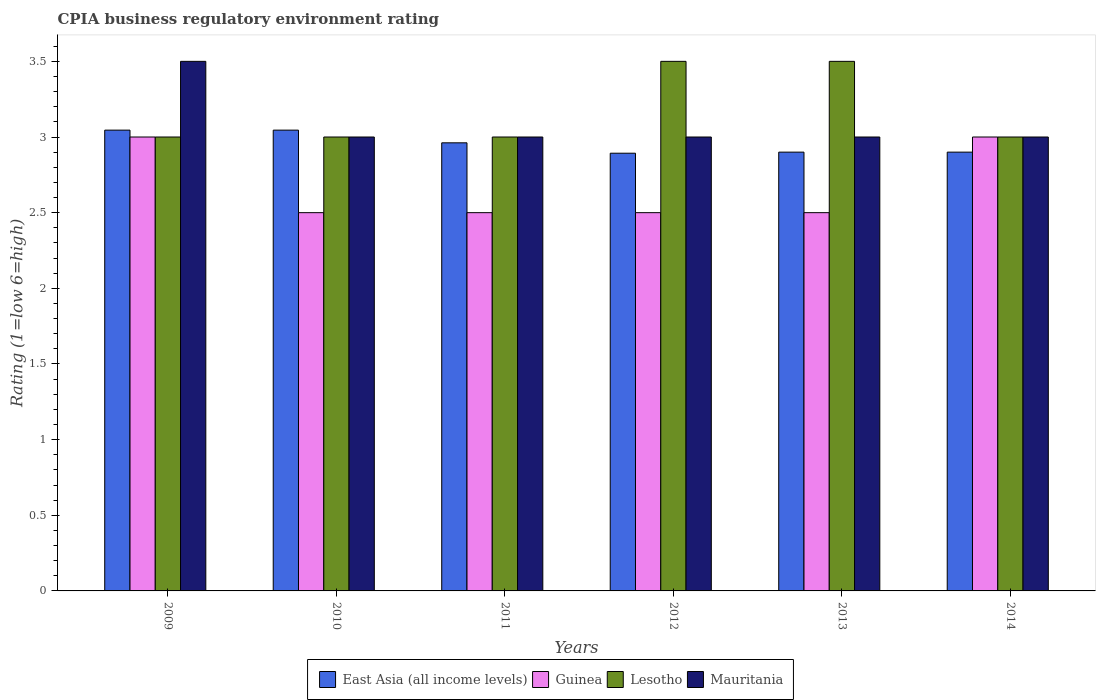 CPIA business regulatory environment rating
Rating (1=low 6=high)
3.5
3
2.5
2
1.5
1
0.5
0
2009
2010
2011
2012
2013
2014
Years
East Asia (all income levels)
Guinea
Lesotho
Mauritania